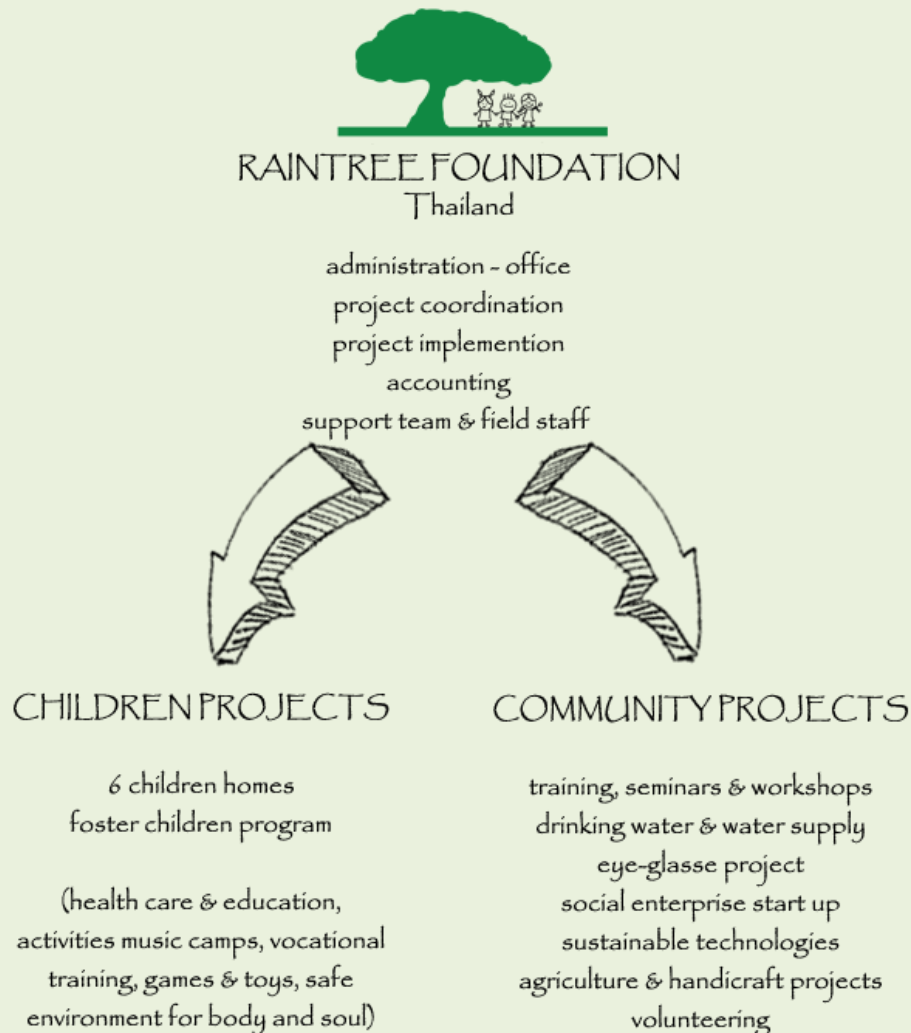 RAINTREE FOUNDATION
Thailand
administration - office
project coordination
project implemention
accounting
support team & field staff
CHILDREN PROJECTS
6 children homes
foster children program
(health care & education,
activities music camps, vocational
training, games & toys, safe
environment for body and soul)
COMMUNITY PROJECTS
training, seminars & workshops
drinking water & water supply
eye-glasse project
social enterprise start up
sustainable technologies
agriculture & handicraft projects
volunteering